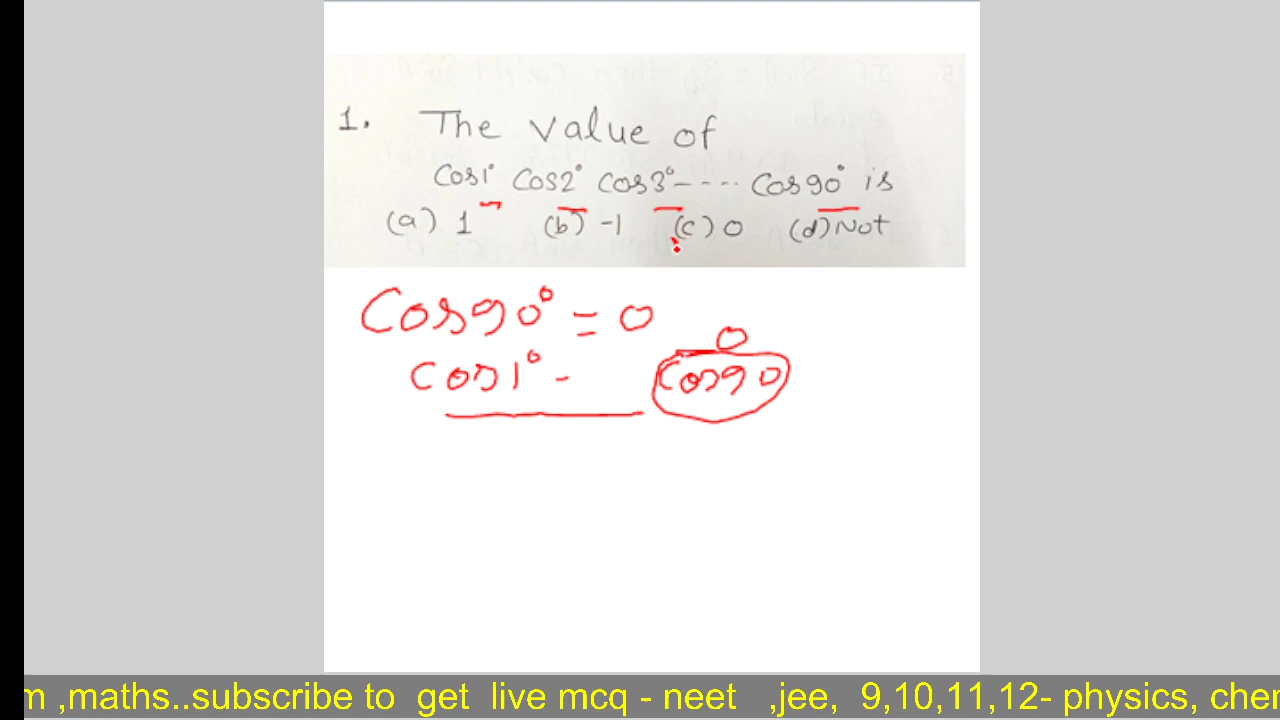 1. The value of
Cos1° Cos2° Cos3°----- Cos90° is
(a) 1 (b) -1 (c) 0 (d) Not
Cos90° = 0
0
Cos1° - Cos90
m ,maths..subscribe to get live mcq - neet ,jee, 9,10,11,12- physics, cher